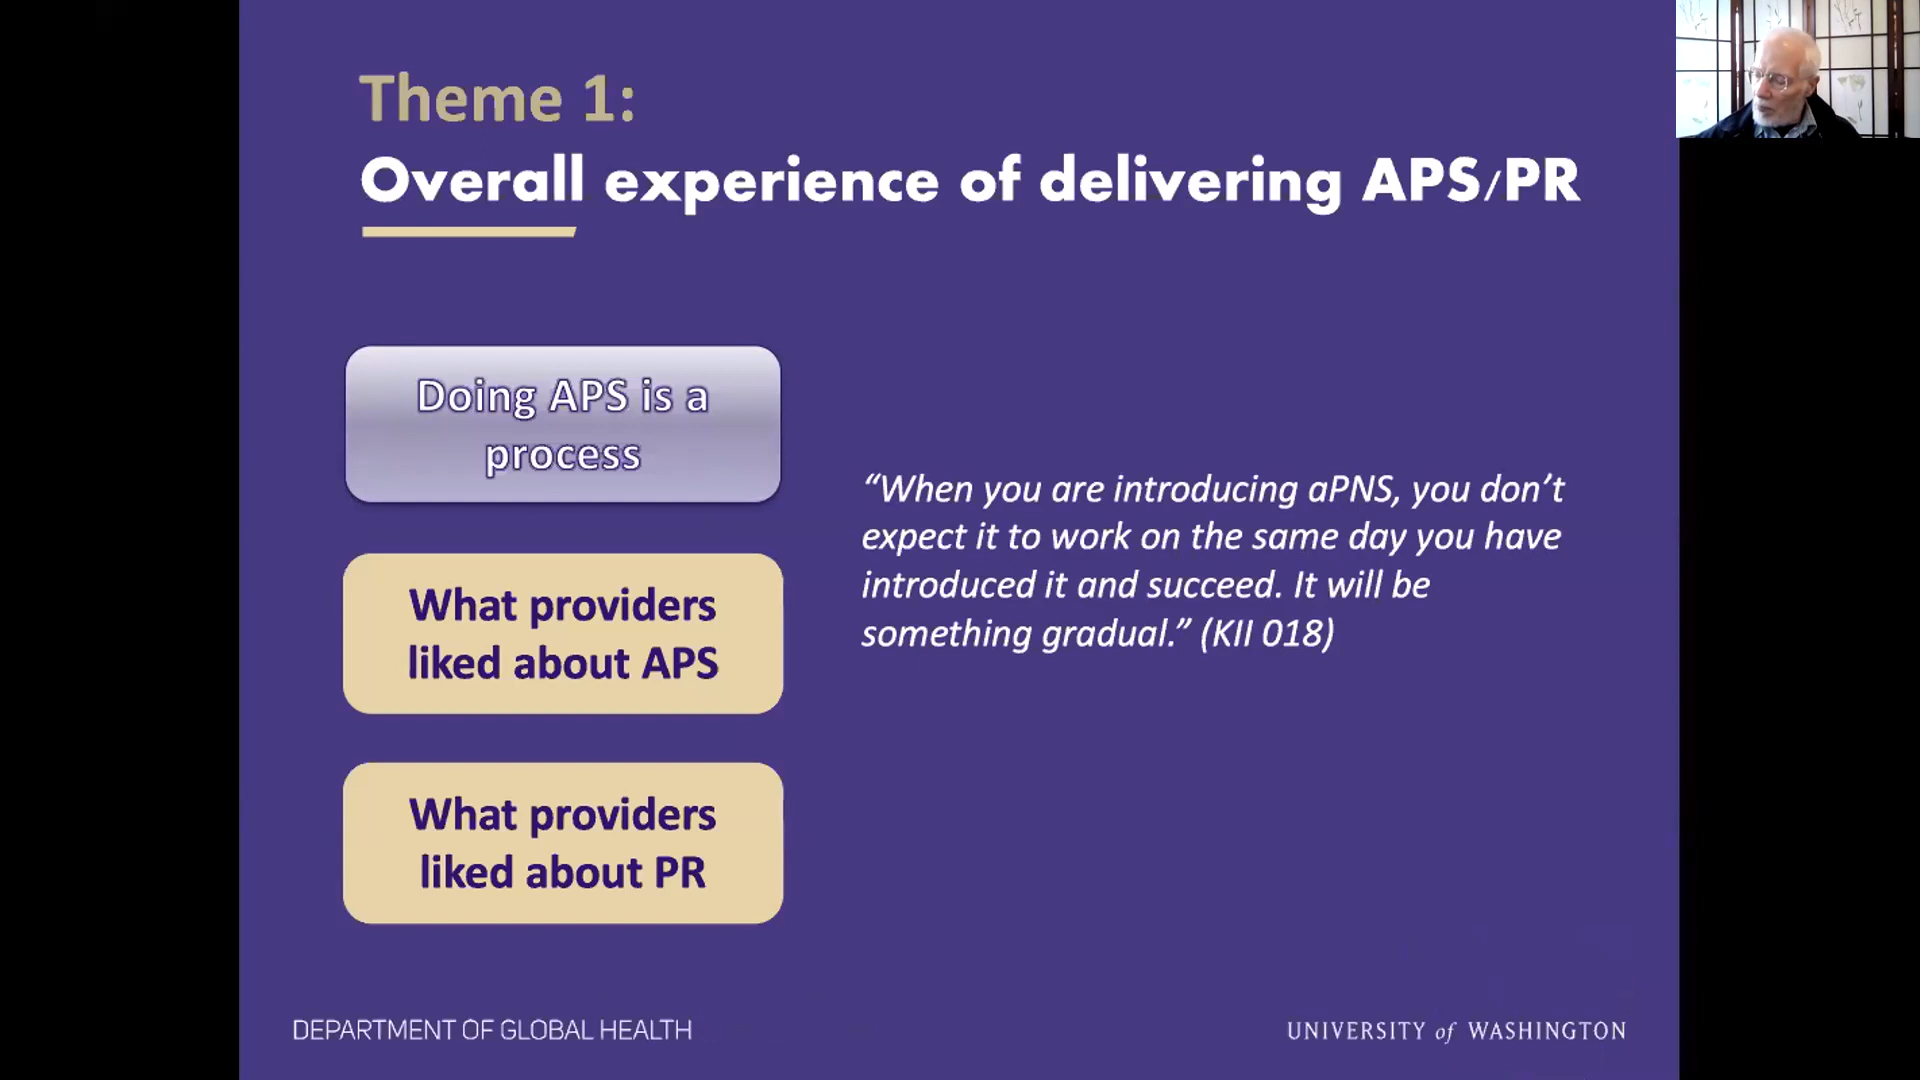 Theme 1:
Overall experience of delivering APS/PR
Doing APS is a
process
What providers
liked about APS
What providers
liked about PR
“When you are introducing aPNS, you don’t
expect it to work on the same day you have
introduced it and succeed. It will be
something gradual.” (KII 018)
DEPARTMENT OF GLOBAL HEALTH
UNIVERSITY of WASHINGTON